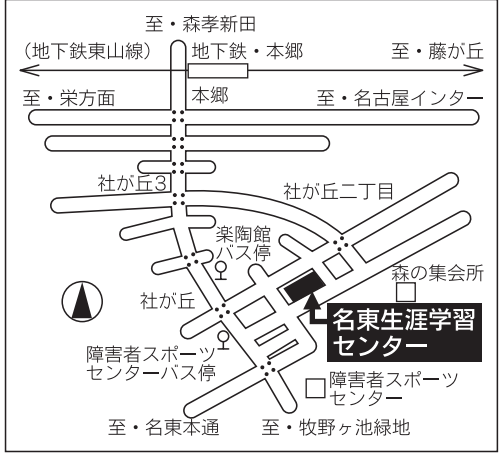 至・森孝新田
（地下鉄東山線）
地下鉄・本郷
至・藤が丘
至・栄方面
本郷
至・名古屋インター
社が丘3
社が丘二丁目
楽陶館
バス停
森の集会所
社が丘
名東生涯学習
センター
障害者スポーツ
センターバス停
障害者スポーツ
センター
至・名東本通
至・牧野ヶ池緑地